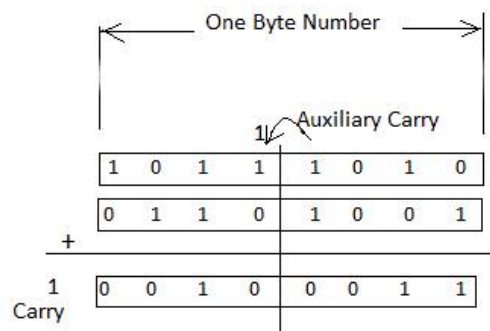 One Byte Number
1 Auxiliary Carry
1 0 1 1 1 0 1 0
0 1 1 0 1 0 0 1
+
1 0 0 1 0 0 0 1 1
Carry